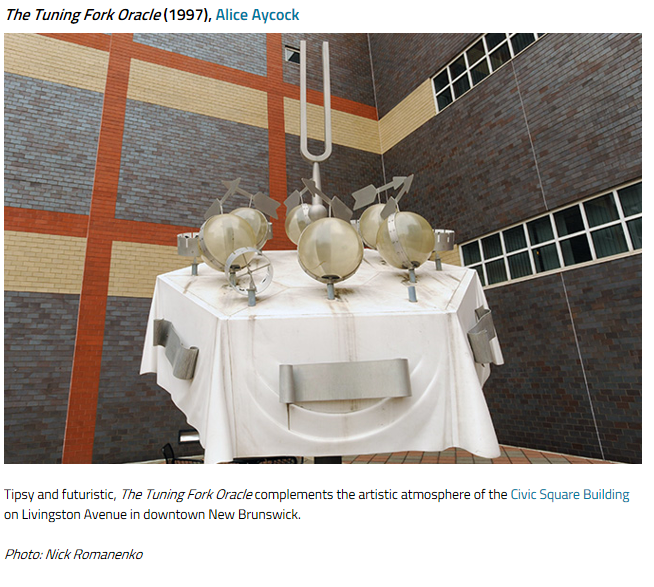 The Tuning Fork Oracle (1997), Alice Aycock
Tipsy and futuristic, The Tuning Fork Oracle complements the artistic atmosphere of the Civic Square Building
on Livingston Avenue in downtown New Brunswick.
Photo: Nick Romanenko